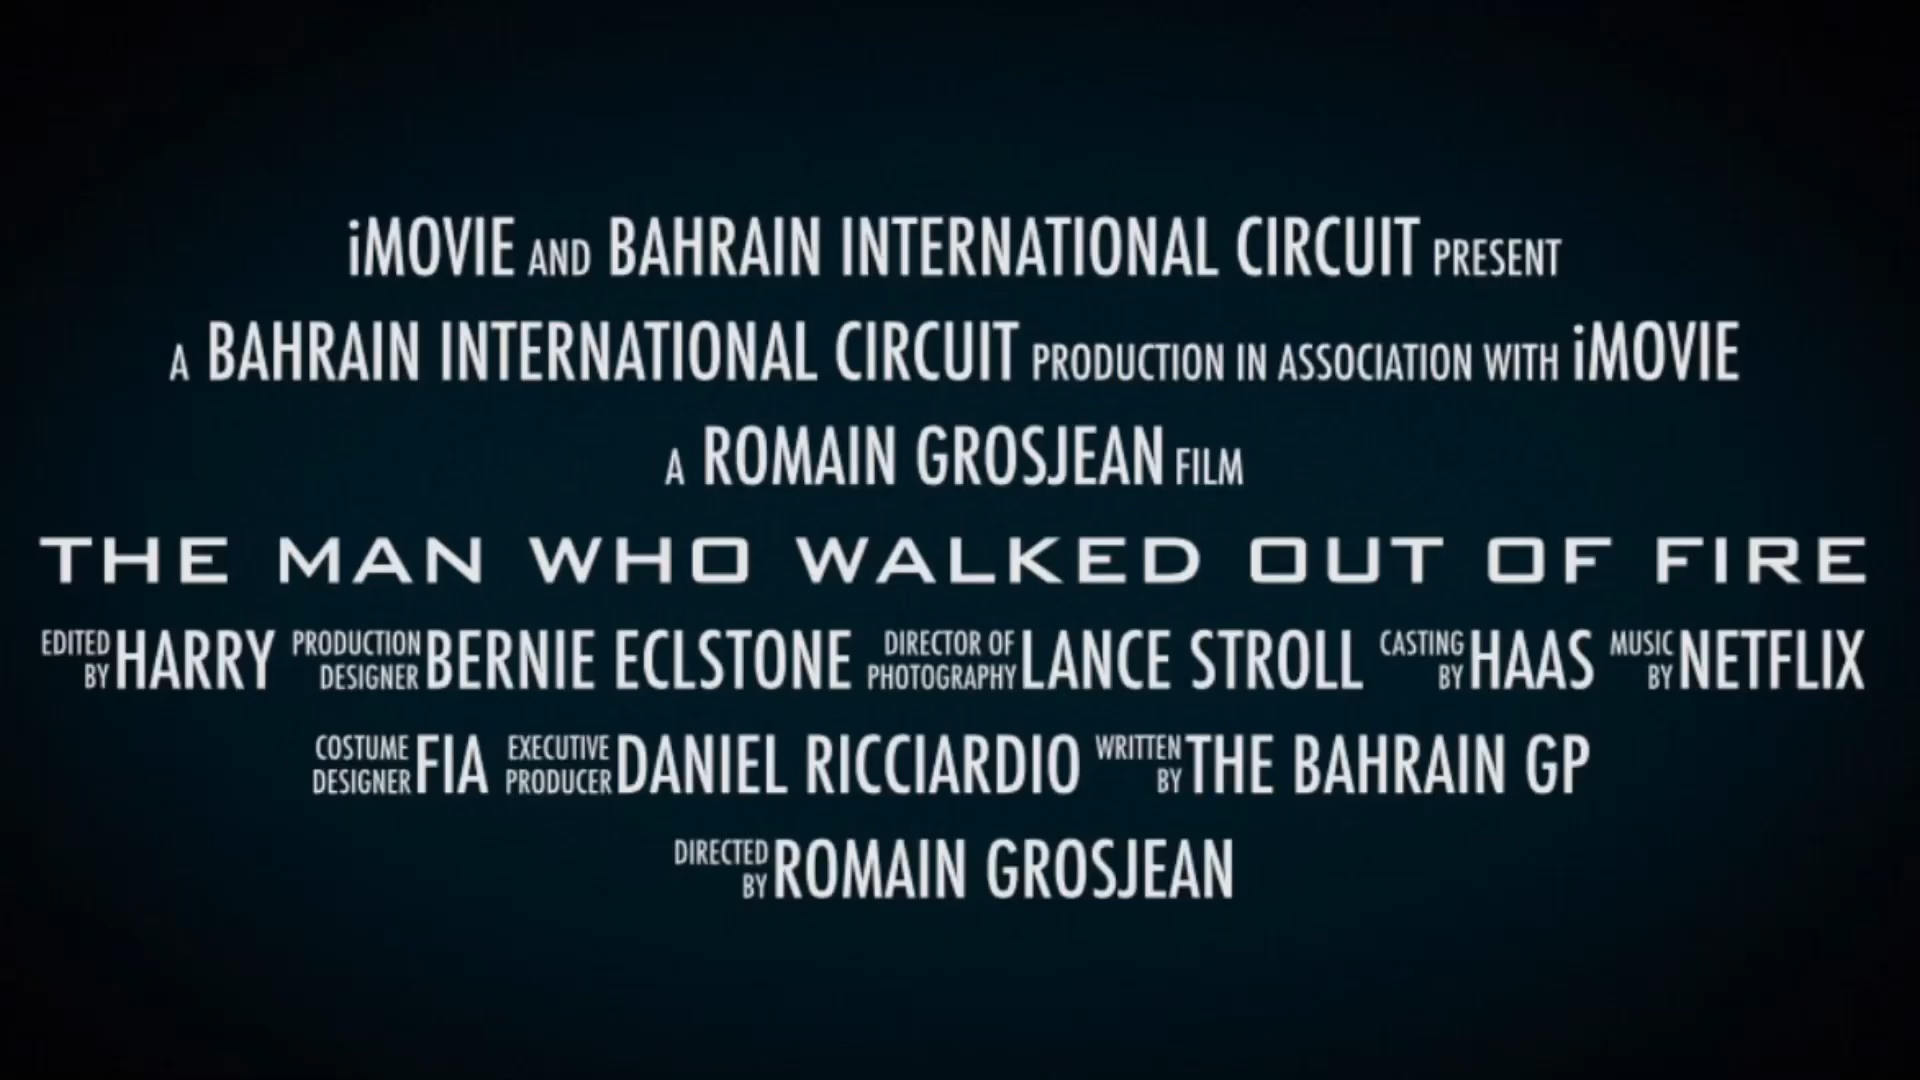 iMOVIE AND BAHRAIN INTERNATIONAL CIRCUIT PRESENT
A BAHRAIN INTERNATIONAL CIRCUIT PRODUCTION IN ASSOCIATION WITH iMOVIE
A ROMAIN GROSJEAN FILM
THE MAN WHO WALKED OUT OF FIRE
EDITED BY HARRY PRODUCTION DESIGNER BERNIE ECLSTONE DIRECTOR OF PHOTOGRAPHY LANCE STROLL CASTING BY HAAS MUSIC BY NETFLIX
COSTUME DESIGNER FIA EXECUTIVE PRODUCER DANIEL RICCIARDIO WRITTEN BY THE BAHRAIN GP
DIRECTED BY ROMAIN GROSJEAN